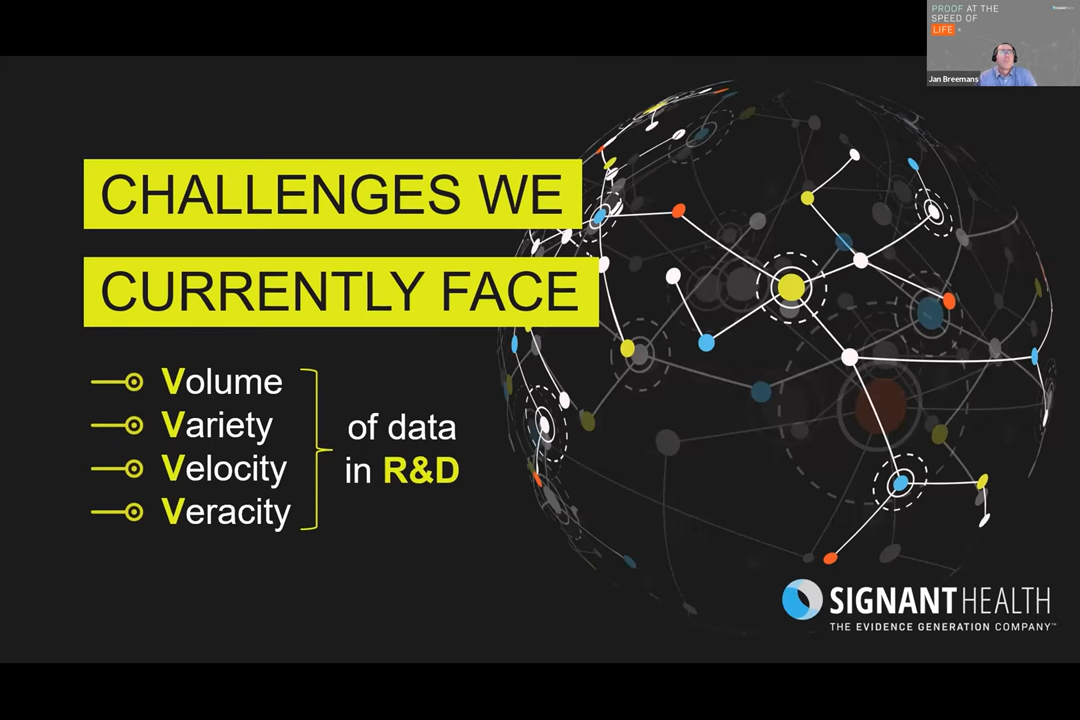 PROOF AT THE
SPEED OF
LIFE
Jan Breemans
CHALLENGES WE
CURRENTLY FACE
Volume
Variety
Velocity
Veracity
of data
in R&D
SIGNANT HEALTH
THE EVIDENCE GENERATION COMPANY™